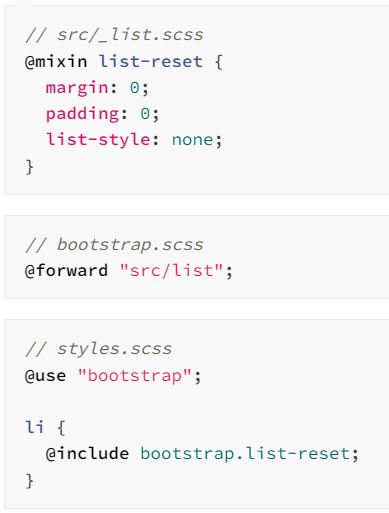 // src/_list.scss
@mixin list-reset {
  margin: 0;
  padding: 0;
  list-style: none;
}
// bootstrap.scss
@forward "src/list";
// styles.scss
@use "bootstrap";
li {
  @include bootstrap.list-reset;
}